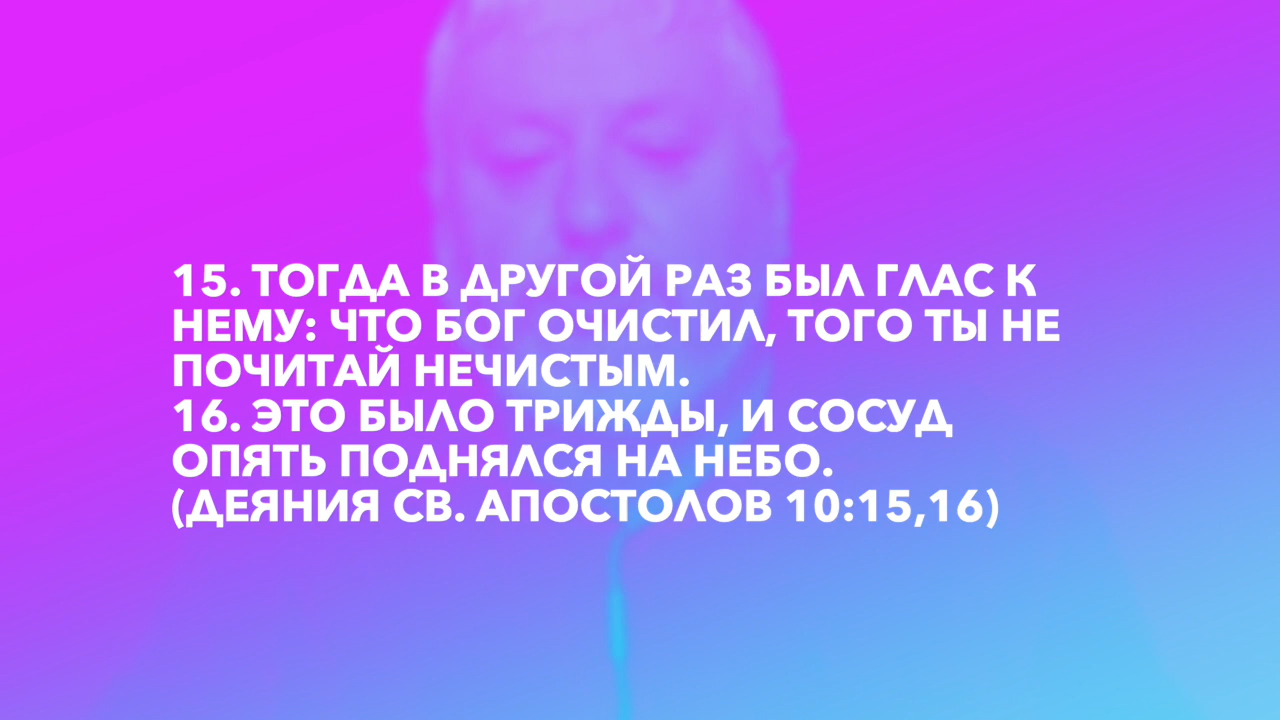 15. ТОГДА В ДРУГОЙ РАЗ БЫЛ ГЛАС К
НЕМУ: ЧТО БОГ ОЧИСТИЛ, ТОГО ТЫ НЕ
ПОЧИТАЙ НЕЧИСТЫМ.
16. ЭТО БЫЛО ТРИЖДЫ, И СОСУД
ОПЯТЬ ПОДНЯЛСЯ НА НЕБО.
(ДЕЯНИЯ СВ. АПОСТОЛОВ 10:15,16)